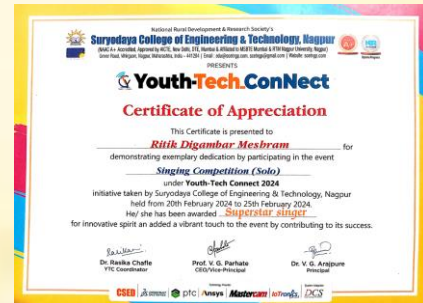 National Rural Development & Research Society's
Suryodaya College of Engineering & Technology, Nagpur
PRESENTS
Youth-Tech.ConNect
Certificate of Appreciation
This Certificate is presented to
Ritik Digambar Meshram for
demonstrating exemplary dedication by participating in the event
Singing Competition (Solo)
under Youth-Tech Connect 2024
initiative taken by Suryodaya College of Engineering & Technology, Nagpur
held from 20th February 2024 to 25th February 2024.
He/ she has been awarded Superstar singer
for innovative spirit an added a vibrant touch to the event by contributing to its success.
Dr. Rasika Chafle Prof. V. G. Parhate Dr. V. G. Arajpure
YTC Coordinator CEO/Vice-Principal Principal
CSED ptc Ansys Mastercam IoTronics DCS